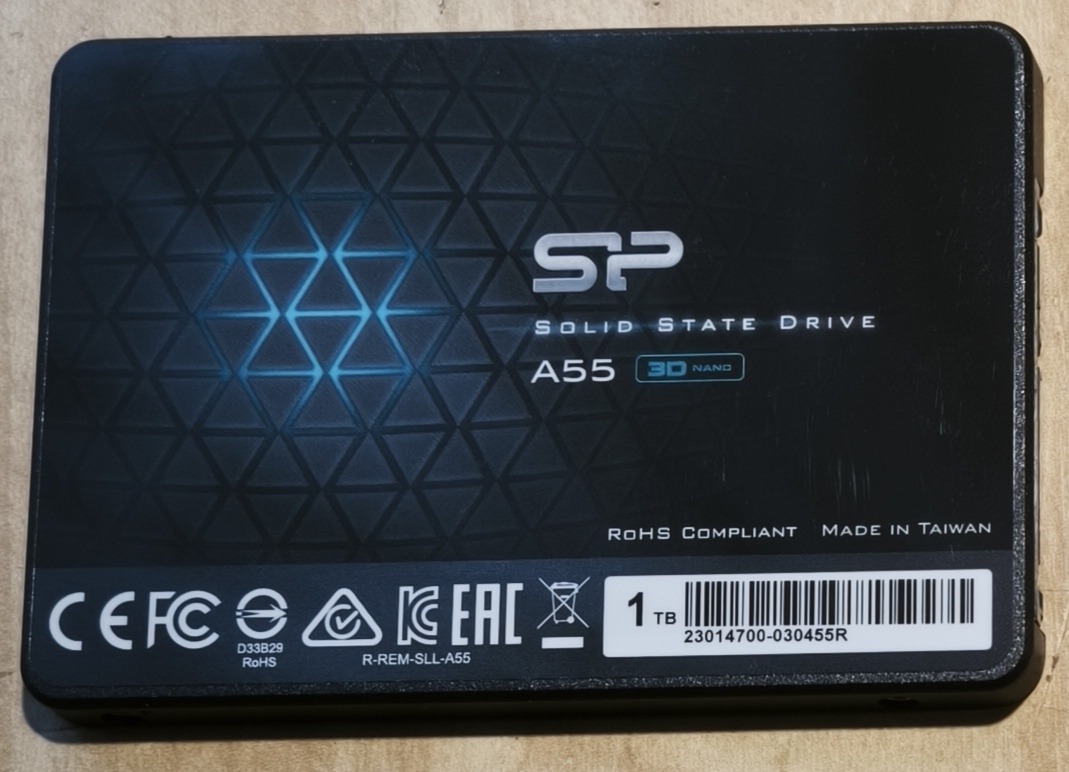 SP
SOLID STATE DRIVE
A55 3D NAND
RoHS COMPLIANT MADE IN TAIWAN
CE FC D33B29 RoHS KC EAC
R-REM-SLL-A55
1 TB
23014700-030455R